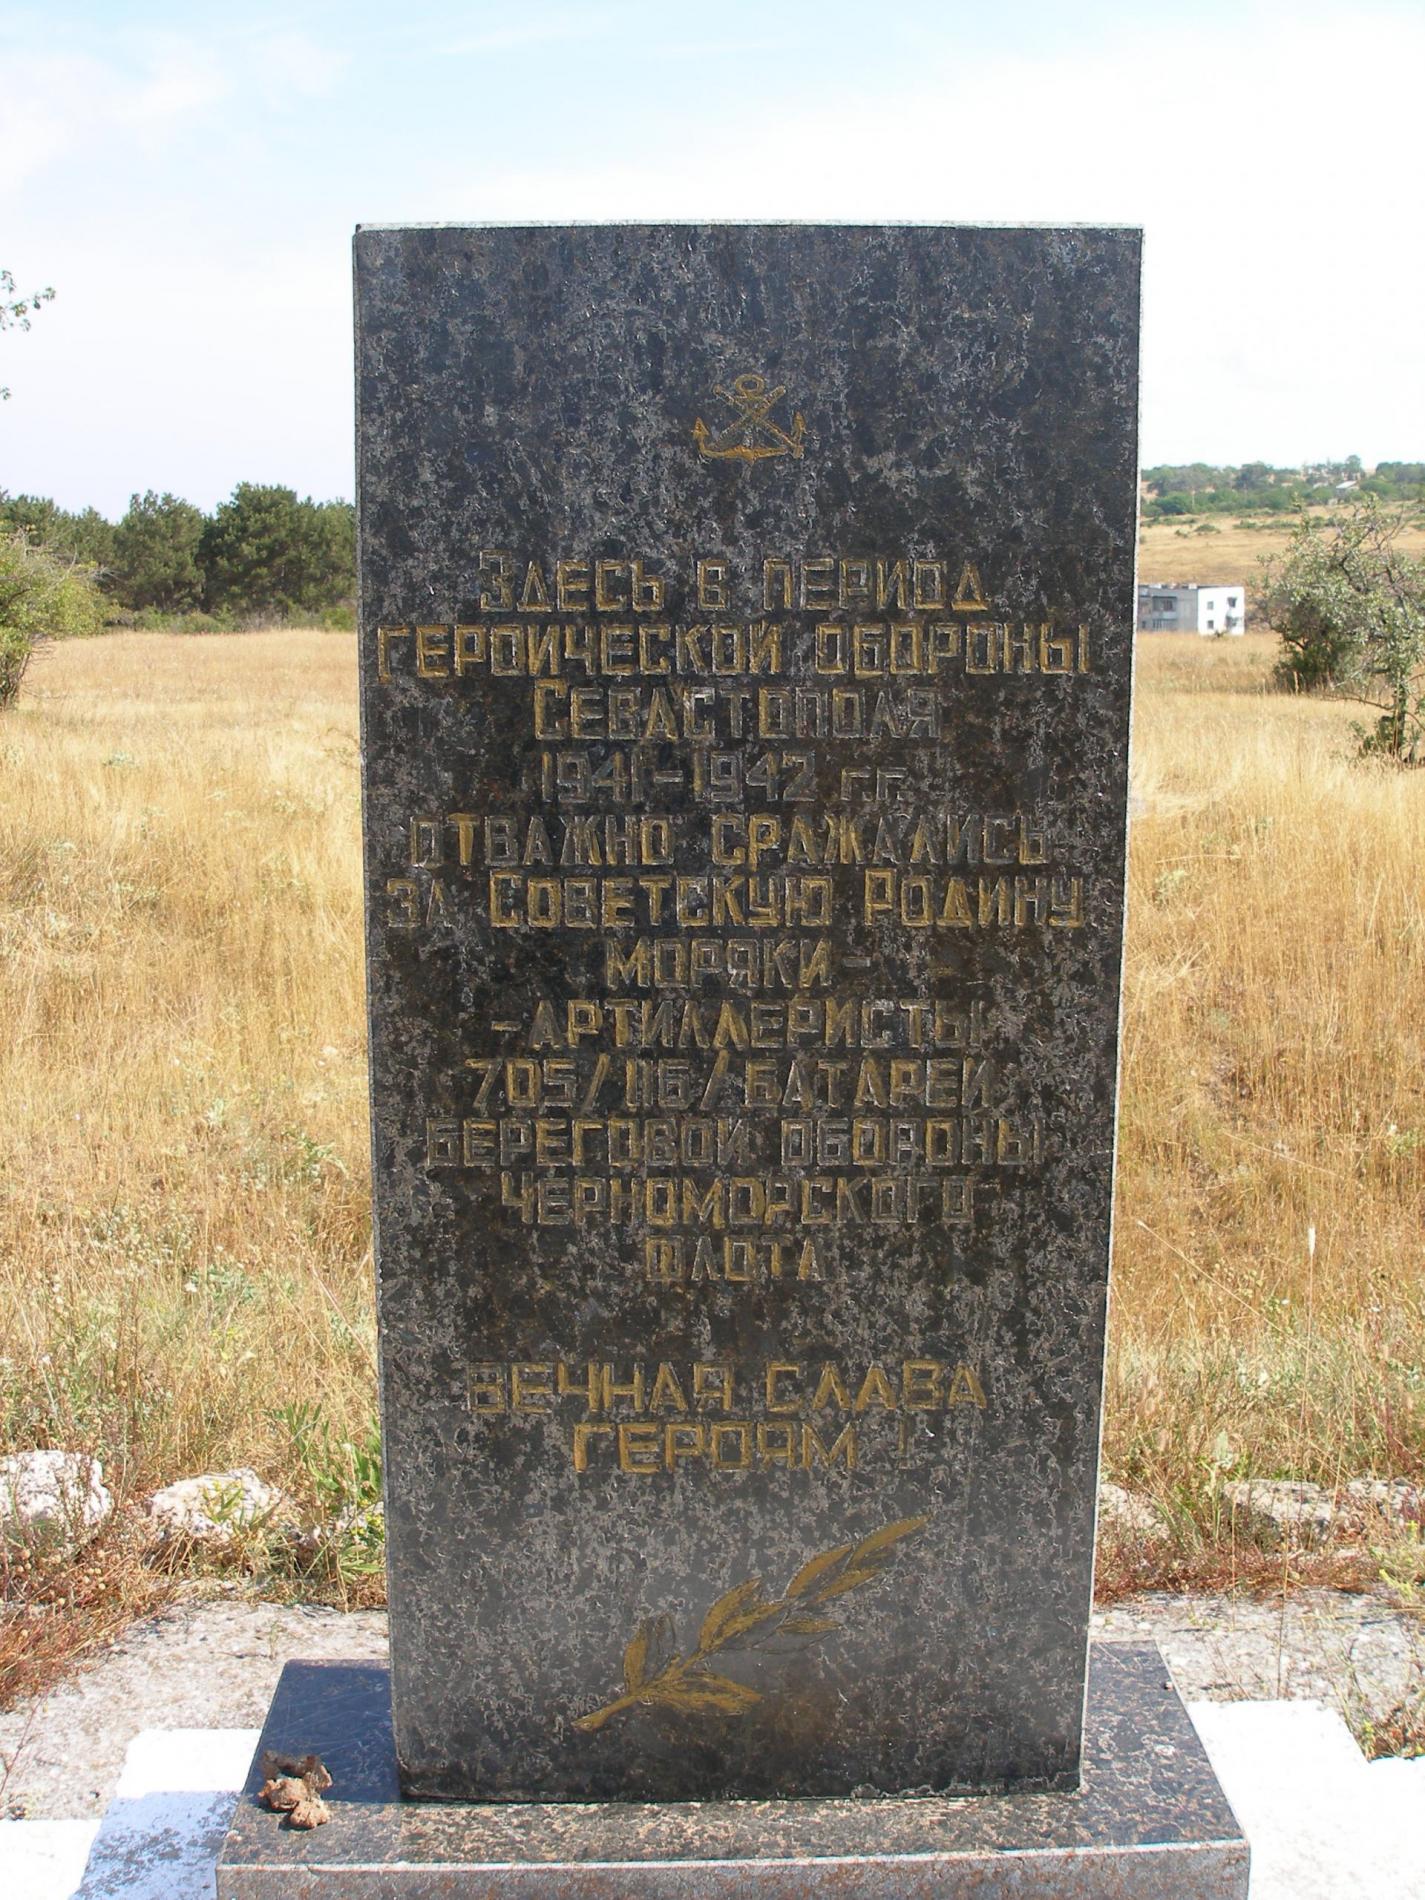 Здесь в период
героической обороны
Севастополя
1941-1942 г.г.
отважно сражались
за Советскую Родину
моряки-
-артиллеристы
705/116/батареи
береговой обороны
Черноморского
флота
Вечная слава
героям!